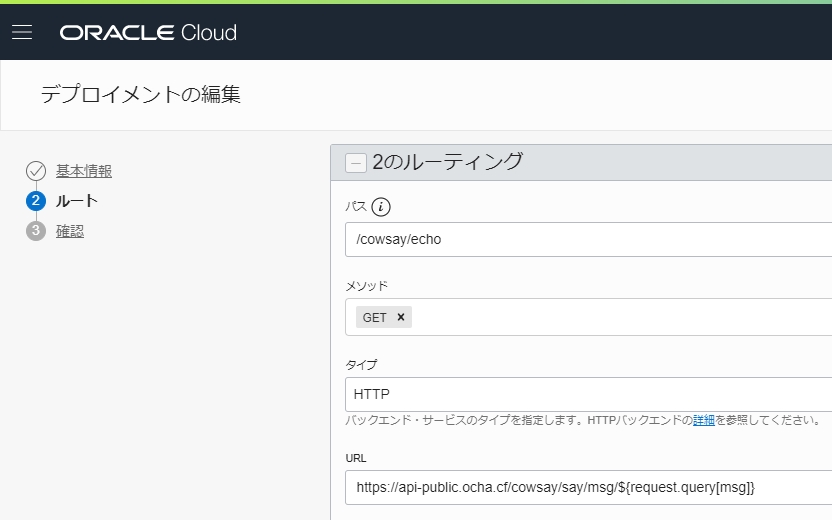 ORACLE Cloud
デプロイメントの編集
基本情報
2 ルート
3 確認
2のルーティング
パス i
/cowsay/echo
メソッド
GET ×
タイプ
HTTP
バックエンド・サービスのタイプを指定します。HTTPバックエンドの詳細を参照してください。
URL
https://api-public.ocha.cf/cowsay/say/msg/${request.query[msg]}